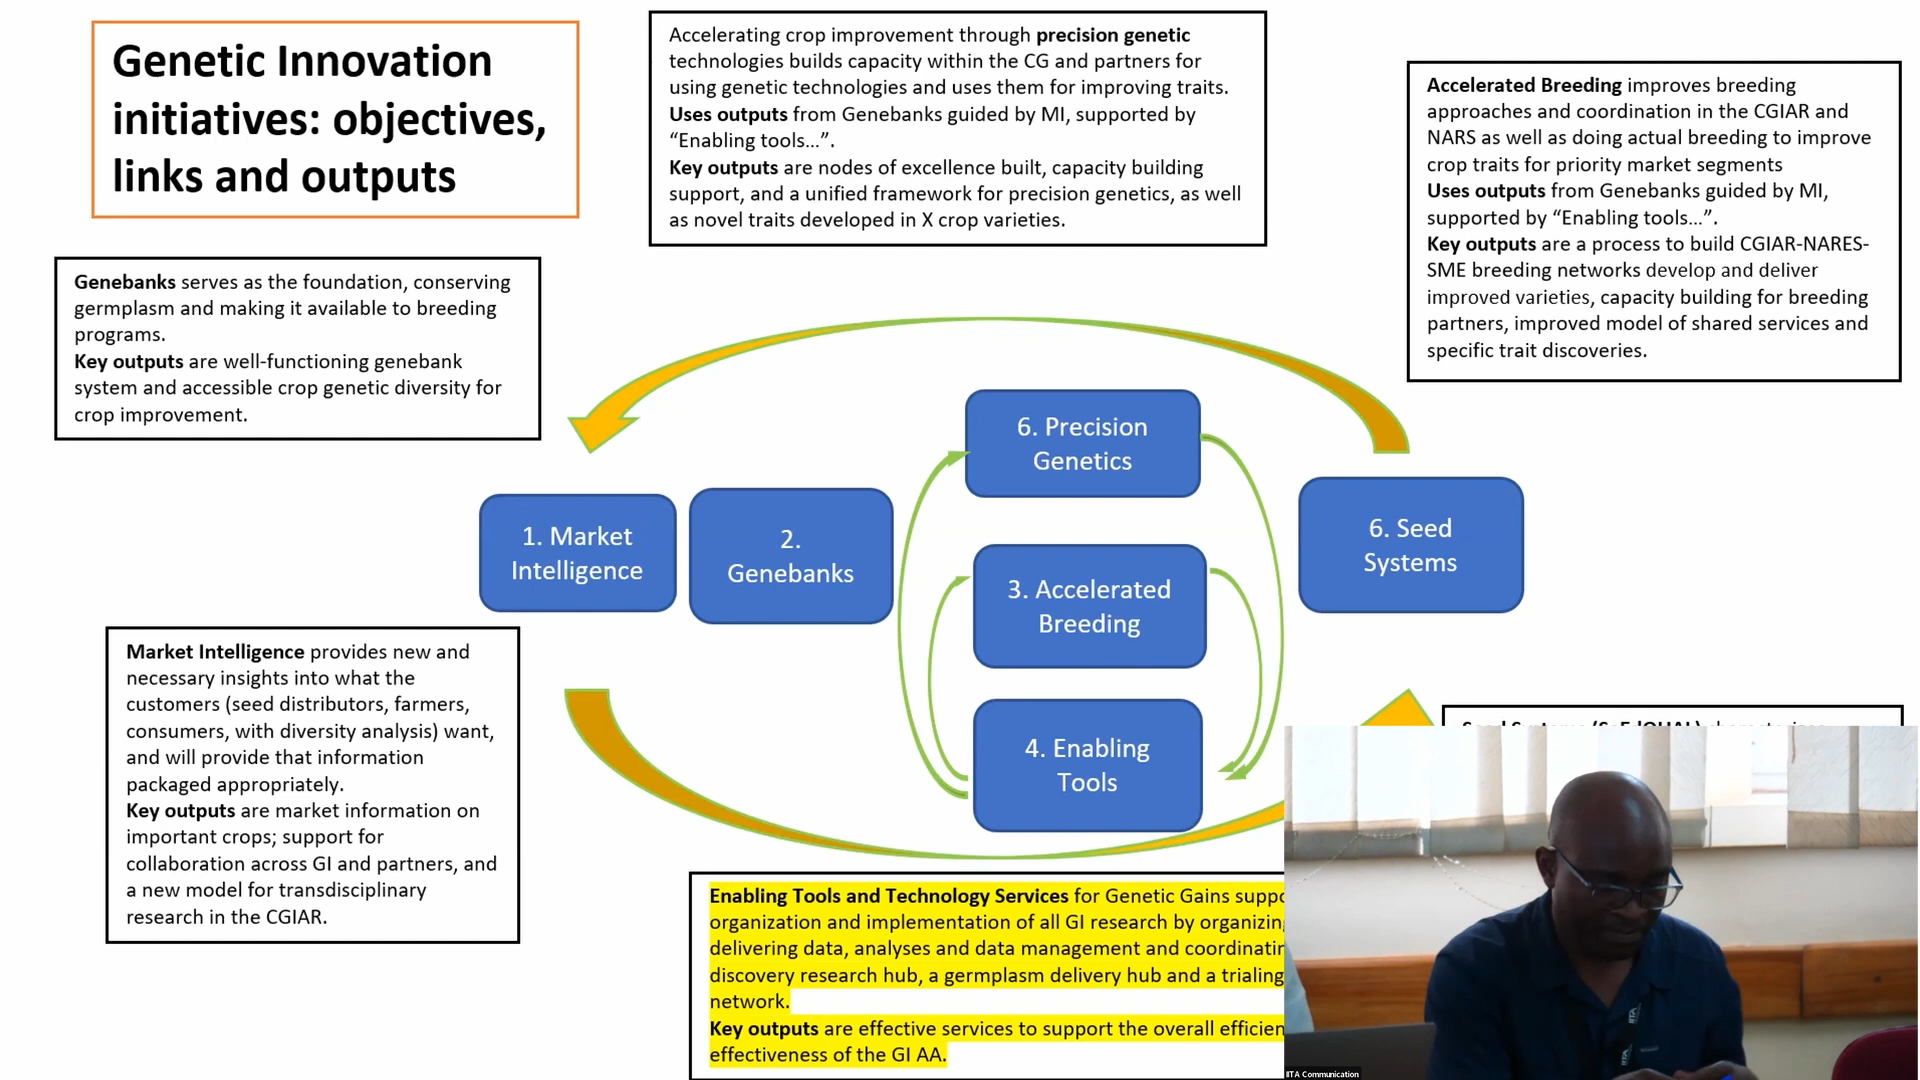 Genetic Innovation
initiatives: objectives,
links and outputs
Accelerating crop improvement through precision genetic
technologies builds capacity within the CG and partners for
using genetic technologies and uses them for improving traits.
Uses outputs from Genebanks guided by MI, supported by
“Enabling tools…”.
Key outputs are nodes of excellence built, capacity building
support, and a unified framework for precision genetics, as well
as novel traits developed in X crop varieties.
Accelerated Breeding improves breeding
approaches and coordination in the CGIAR and
NARS as well as doing actual breeding to improve
crop traits for priority market segments
Uses outputs from Genebanks guided by MI,
supported by “Enabling tools…”.
Key outputs are a process to build CGIAR-NARES-
SME breeding networks develop and deliver
improved varieties, capacity building for breeding
partners, improved model of shared services and
specific trait discoveries.
Genebanks serves as the foundation, conserving
germplasm and making it available to breeding
programs.
Key outputs are well-functioning genebank
system and accessible crop genetic diversity for
crop improvement.
6. Precision
Genetics
1. Market
Intelligence
2.
Genebanks
3. Accelerated
Breeding
6. Seed
Systems
4. Enabling
Tools
Market Intelligence provides new and
necessary insights into what the
customers (seed distributors, farmers,
consumers, with diversity analysis) want,
and will provide that information
packaged appropriately.
Key outputs are market information on
important crops; support for
collaboration across GI and partners, and
a new model for transdisciplinary
research in the CGIAR.
Enabling Tools and Technology Services for Genetic Gains
organization and implementation of all GI research by
delivering data, analyses and data management and
discovery research hub, a germplasm delivery hub and a trialing
network.
Key outputs are effective services to support the overall
effectiveness of the GI AA.
IITA
IITA Communication